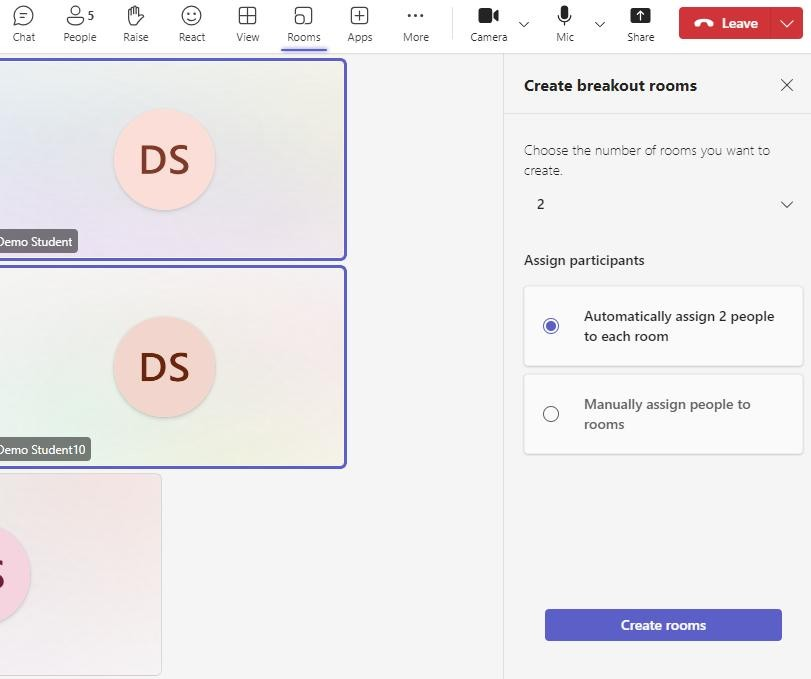 Chat
People
5
Raise
React
View
Rooms
Apps
More
Camera
Mic
Share
Leave
DS
Demo Student
DS
Demo Student10
S
Create breakout rooms
Choose the number of rooms you want to
create.
2
Assign participants
Automatically assign 2 people
to each room
Manually assign people to
rooms
Create rooms